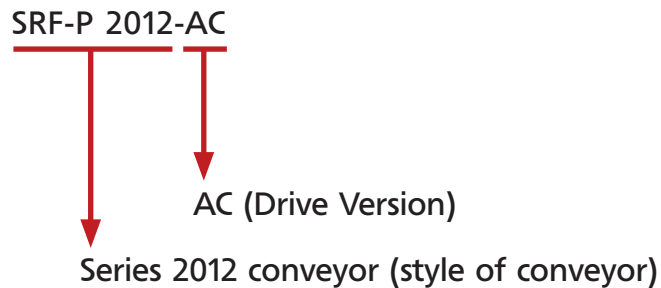 SRF-P 2012-AC
AC (Drive Version)
Series 2012 conveyor (style of conveyor)